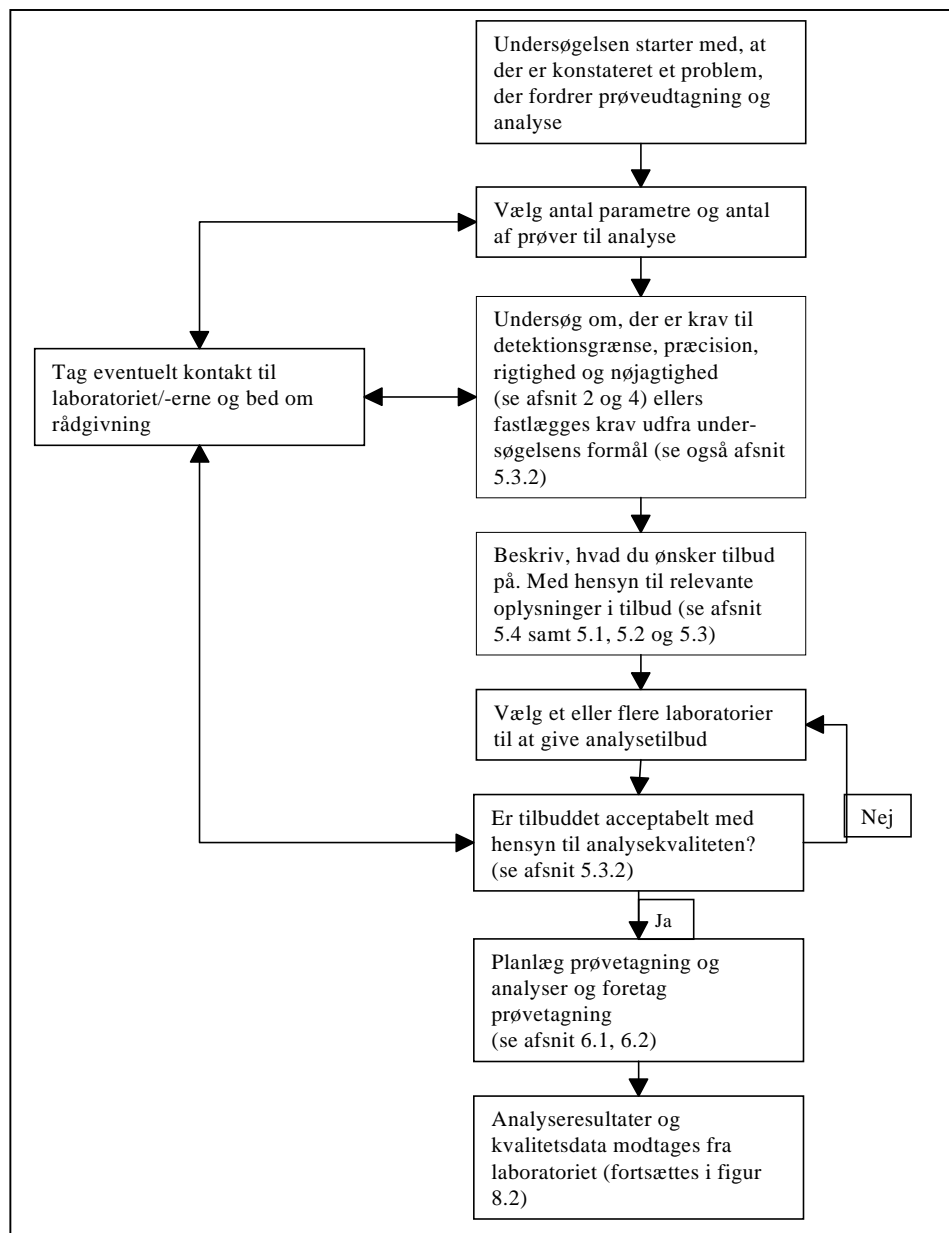 Undersøgelsen starter med, at
der er konstateret et problem,
der fordrer prøveudtagning og
analyse
Vælg antal parametre og antal
af prøver til analyse
Undersøg om, der er krav til
detektionsgrænse, præcision,
rigtighed og nøjagtighed
(se afsnit 2 og 4) ellers
fastlægges krav udfra under-
søgelsens formål (se også afsnit
5.3.2)
Tag eventuelt kontakt til
laboratoriet/-erne og bed om
rådgivning
Beskriv, hvad du ønsker tilbud
på. Med hensyn til relevante
oplysninger i tilbud (se afsnit
5.4 samt 5.1, 5.2 og 5.3)
Vælg et eller flere laboratorier
til at give analysetilbud
Er tilbuddet acceptabelt med
hensyn til analysekvaliteten?
(se afsnit 5.3.2)
Nej
Ja
Planlæg prøvetagning og
analyser og foretag
prøvetagning
(se afsnit 6.1, 6.2)
Analyseresultater og
kvalitetsdata modtages fra
laboratoriet (fortsættes i figur
8.2)